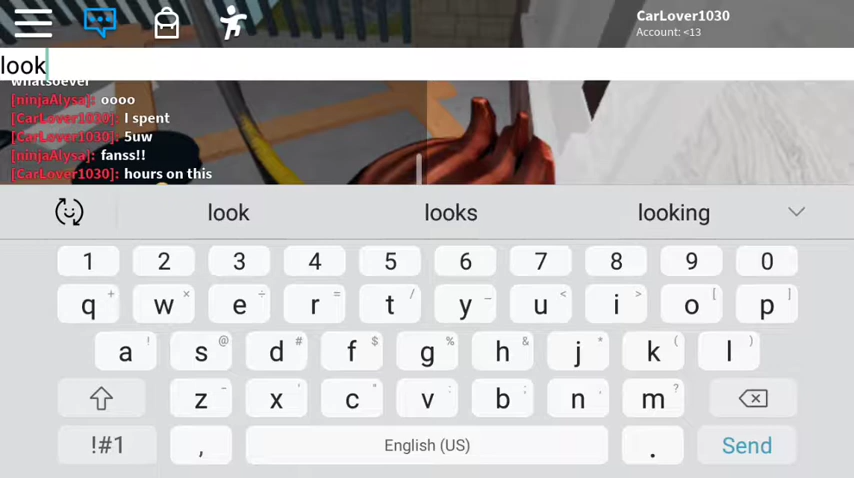 CarLover1030
Account: <13
look
whatsoever
[ninjaAlysa]: oooo
[CarLover1030]: I spent
[CarLover1030]: 5uw
[ninjaAlysa]: fanss!!
[CarLover1030]: hours on this
look looks looking
1 2 3 4 5 6 7 8 9 0
q + w × e ÷ r = t / y _ u < i > o [ p ]
a ! s @ d # f $ g % h & j * k ( l )
z - x ' c " v : b ; n , m ?
!#1 , English (US) . Send